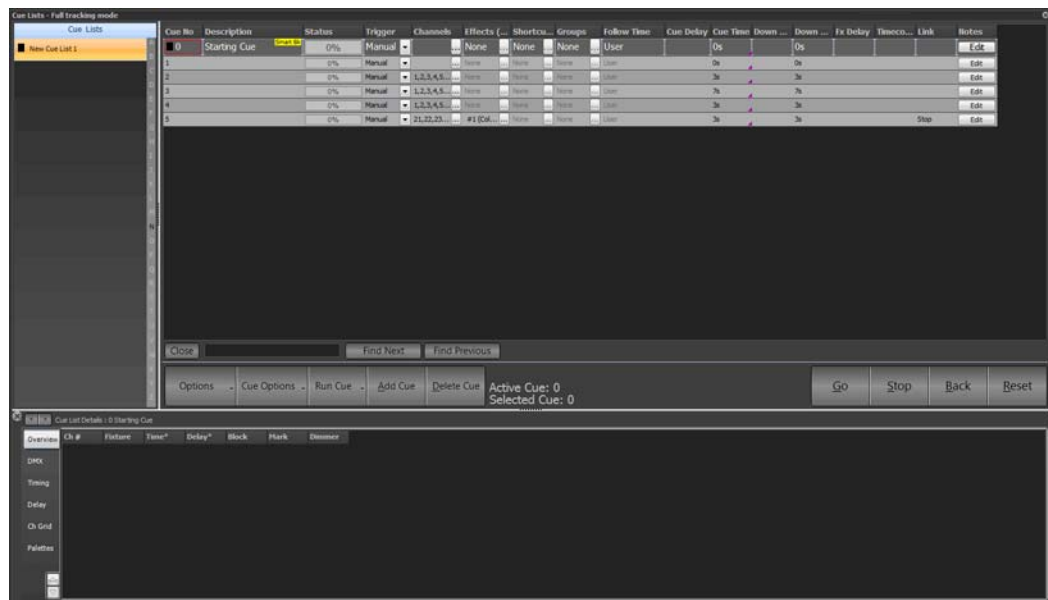 Cue Lists - Full tracking mode
Cue Lists
New Cue List 1
Cue No Description Status Trigger Channels Effects (... Shortcu... Groups Follow Time Cue Delay Cue Time Down ... Down ... Fx Delay Timeco... Link Notes
0 Starting Cue Smart Blk 0% Manual ... None ... None ... None ... User 0s 0s Edit
1 0% Manual ... None ... None ... None ... User 0s 0s Edit
2 0% Manual 1,2,3,4,5... ... None ... None ... None ... User 3s 3s Edit
3 0% Manual 1,2,3,4,5... ... None ... None ... None ... User 7s 7s Edit
4 0% Manual 1,2,3,4,5... ... None ... None ... None ... User 3s 3s Edit
5 0% Manual 21,22,23... ... #1 (Col... ... None ... None ... User 3s 3s Stop Edit
Close Find Next Find Previous
Options Cue Options Run Cue Add Cue Delete Cue Active Cue: 0
Selected Cue: 0
Go Stop Back Reset
Cue List Details : 0 Starting Cue
Overview Ch # Fixture Time* Delay* Block Mark Dimmer
DMX
Timing
Delay
Ch Grid
Palettes